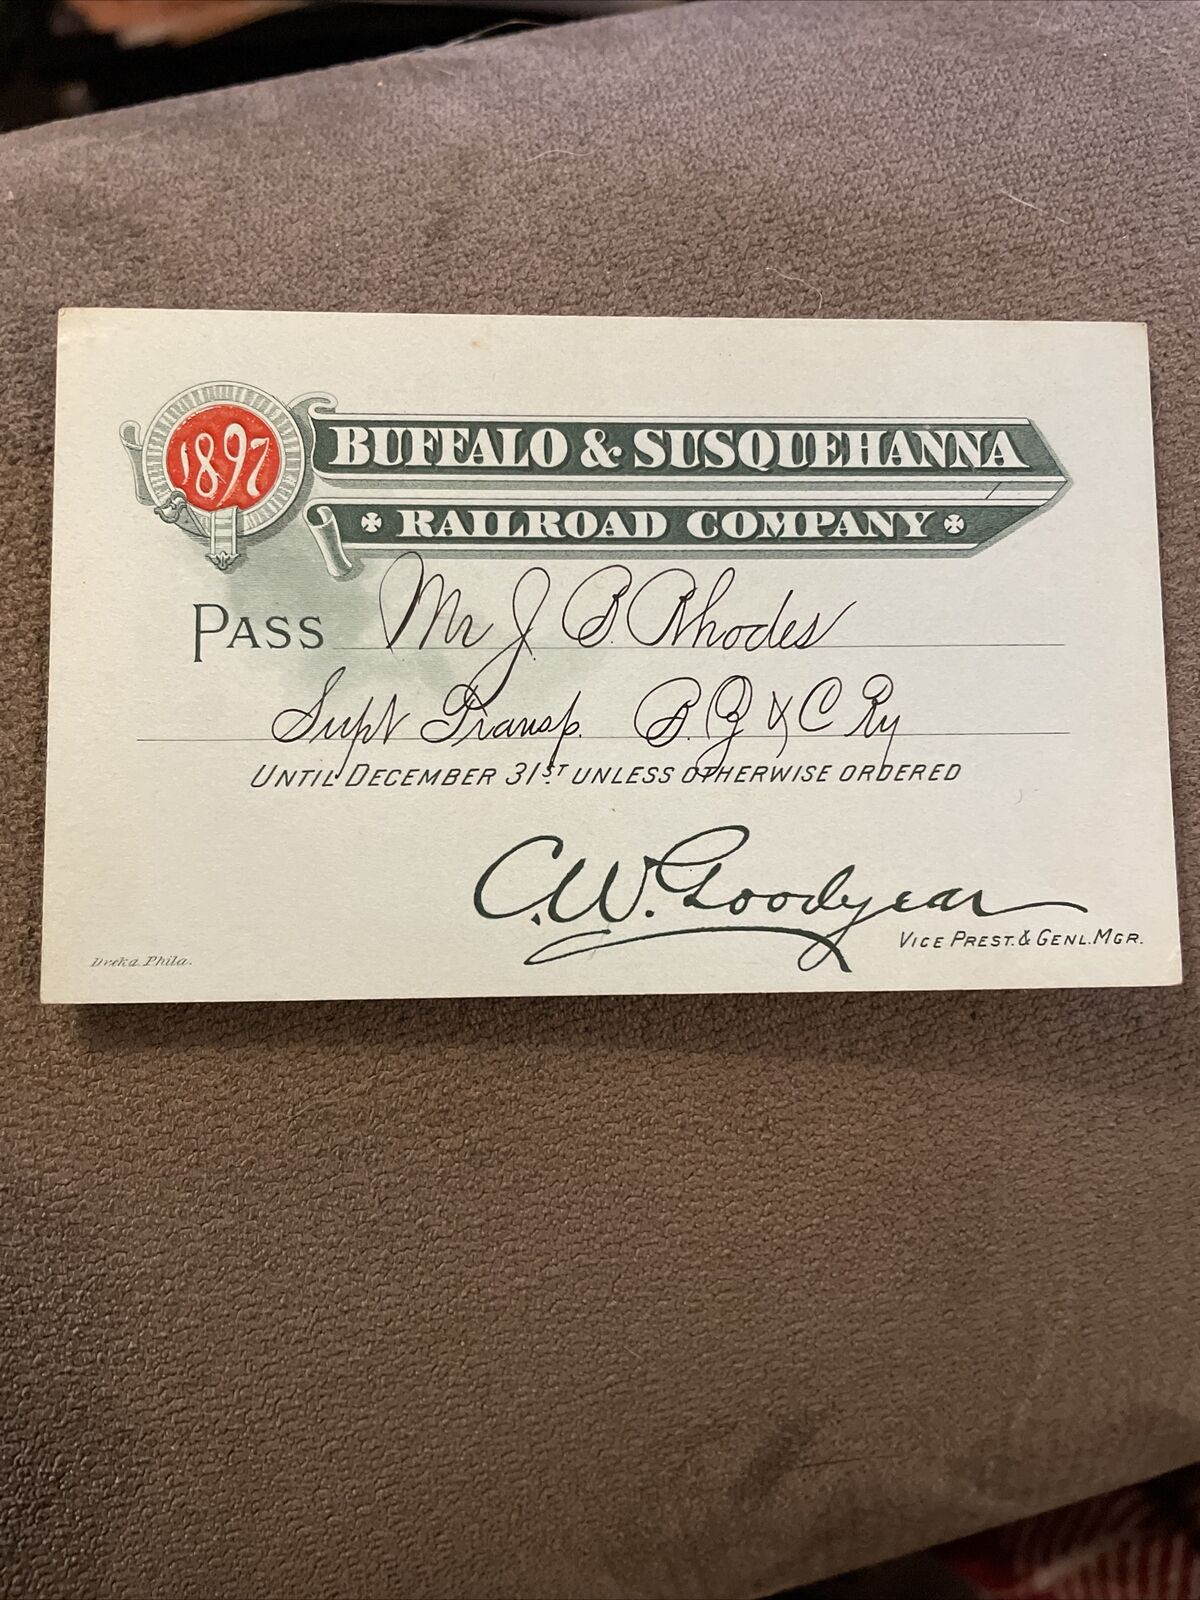 1897
BUFFALO & SUSQUEHANNA
RAILROAD COMPANY
PASS Mr J. B. Rhodes
Supt Transp. B. Z & C Ry
UNTIL DECEMBER 31ST UNLESS OTHERWISE ORDERED
C.W. Goodyear
VICE PREST. & GENL. MGR.
Dreka Phila.